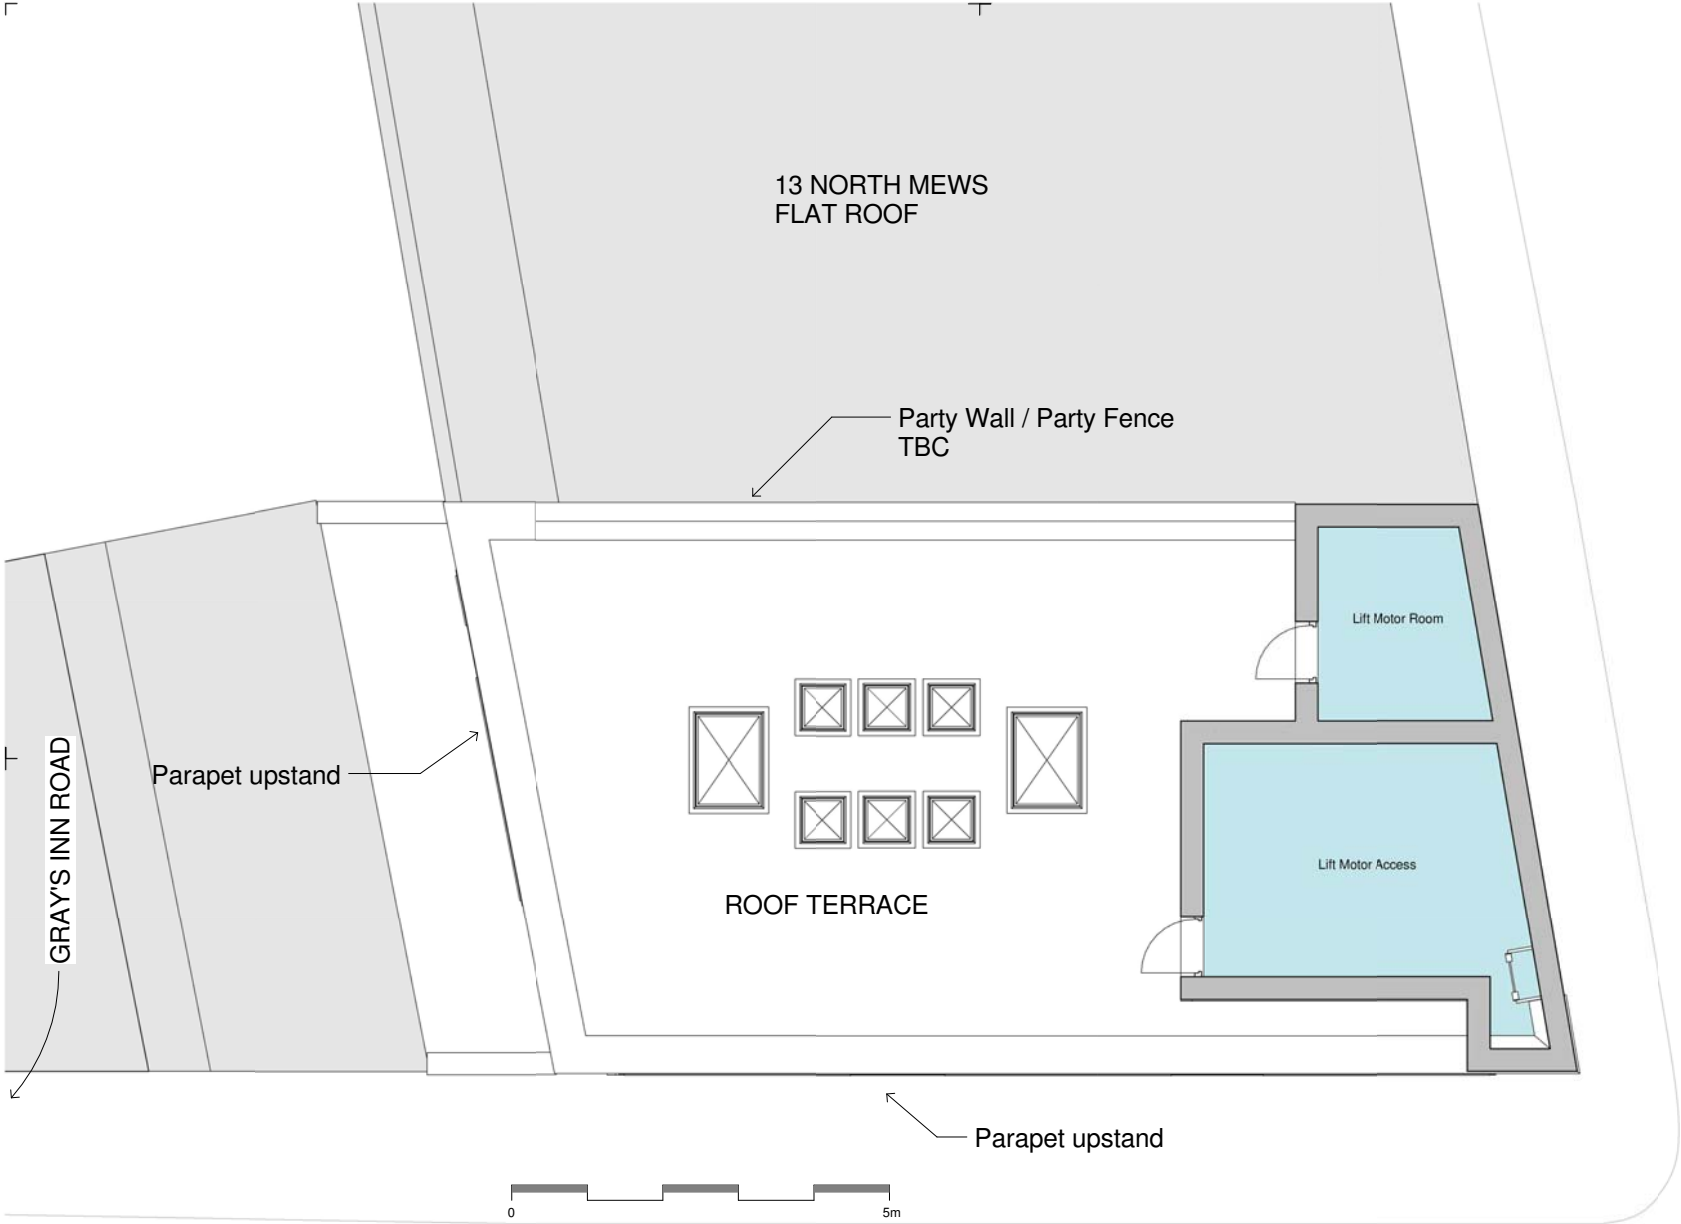 13 NORTH MEWS
FLAT ROOF
Party Wall / Party Fence
TBC
Lift Motor Room
Parapet upstand
GRAY'S INN ROAD
Lift Motor Access
ROOF TERRACE
Parapet upstand
0
5m